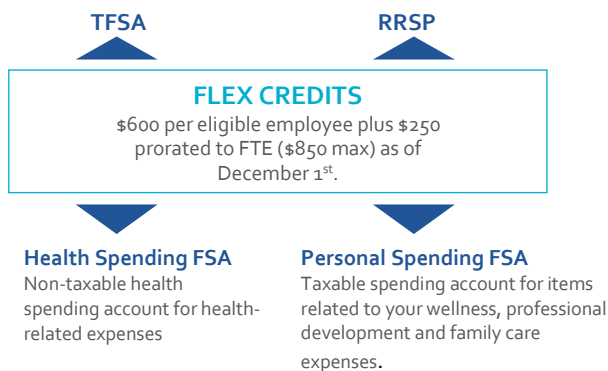 TFSA
RRSP
FLEX CREDITS
$600 per eligible employee plus $250
prorated to FTE ($850 max) as of
December 1st.
Health Spending FSA
Non-taxable health
spending account for health-
related expenses
Personal Spending FSA
Taxable spending account for items
related to your wellness, professional
development and family care
expenses.